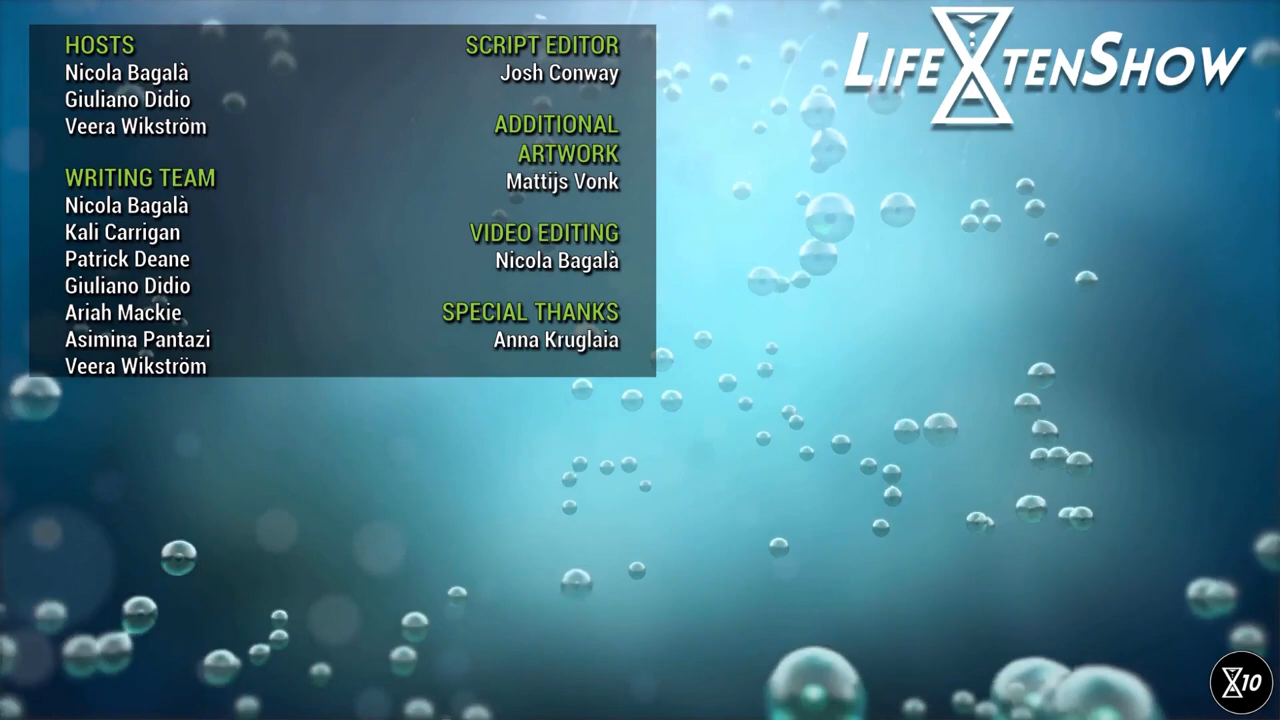 HOSTS
Nicola Bagalà
Giuliano Didio
Veera Wikström
WRITING TEAM
Nicola Bagalà
Kali Carrigan
Patrick Deane
Giuliano Didio
Ariah Mackie
Asimina Pantazi
Veera Wikström
SCRIPT EDITOR
Josh Conway
ADDITIONAL
ARTWORK
Mattijs Vonk
VIDEO EDITING
Nicola Bagalà
SPECIAL THANKS
Anna Kruglaia
LIFEXTENSHOW
X10